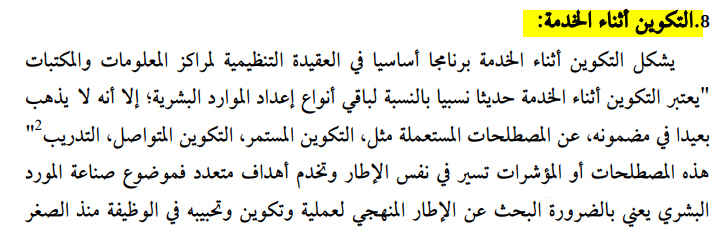 8.التكوين أثناء الخدمة:
يشكل التكوين أثناء الخدمة برنامجا أساسيا في العقيدة التنظيمية لمراكز المعلومات والمكتبات
"يعتبر التكوين أثناء الخدمة حديثا نسبيا بالنسبة لباقي أنواع إعداد الموارد البشرية؛ إلا أنه لا يذهب
بعيدا في مضمونه، عن المصطلحات المستعملة مثل، التكوين المستمر، التكوين المتواصل، التدريب2"
هذه المصطلحات أو المؤشرات تسير في نفس الإطار وتخدم أهداف متعدد فموضوع صناعة المورد
البشري يعني بالضرورة البحث عن الإطار المنهجي لعملية وتكوين وتحبيبه في الوظيفة منذ الصغر